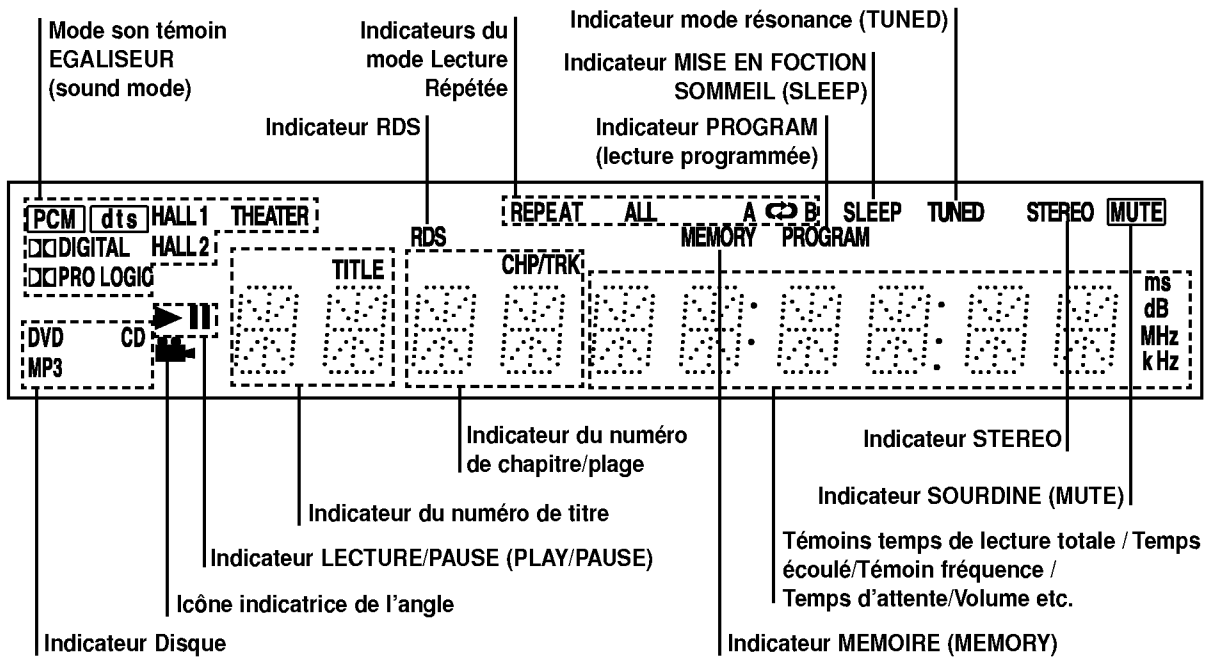 Mode son témoin
EGALISEUR
(sound mode)
Indicateurs du
mode Lecture
Répétée
Indicateur mode résonance (TUNED)
Indicateur MISE EN FOCTION
SOMMEIL (SLEEP)
Indicateur RDS
Indicateur PROGRAM
(lecture programmée)
PCM dts HALL 1 THEATER REPEAT ALL A B SLEEP TUNED STEREO MUTE
DIGITAL HALL 2 RDS MEMORY PROGRAM
PRO LOGIC TITLE CHP/TRK
ms
dB
MHz
kHz
DVD CD
MP3
Indicateur du numéro
de chapitre/plage
Indicateur STEREO
Indicateur du numéro de titre
Indicateur SOURDINE (MUTE)
Indicateur LECTURE/PAUSE (PLAY/PAUSE)
Témoins temps de lecture totale / Temps
écoulé/Témoin fréquence /
Temps d'attente/Volume etc.
Icône indicatrice de l'angle
Indicateur Disque
Indicateur MEMOIRE (MEMORY)